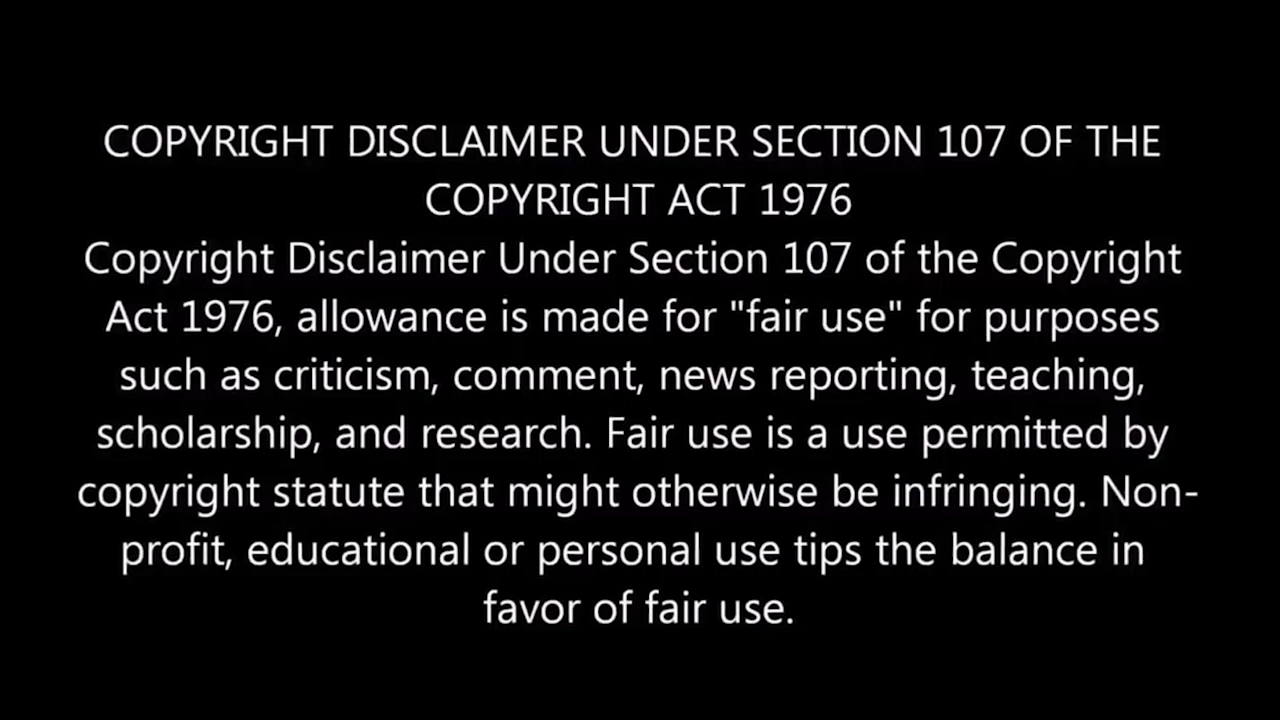 COPYRIGHT DISCLAIMER UNDER SECTION 107 OF THE
COPYRIGHT ACT 1976
Copyright Disclaimer Under Section 107 of the Copyright
Act 1976, allowance is made for "fair use" for purposes
such as criticism, comment, news reporting, teaching,
scholarship, and research. Fair use is a use permitted by
copyright statute that might otherwise be infringing. Non-
profit, educational or personal use tips the balance in
favor of fair use.